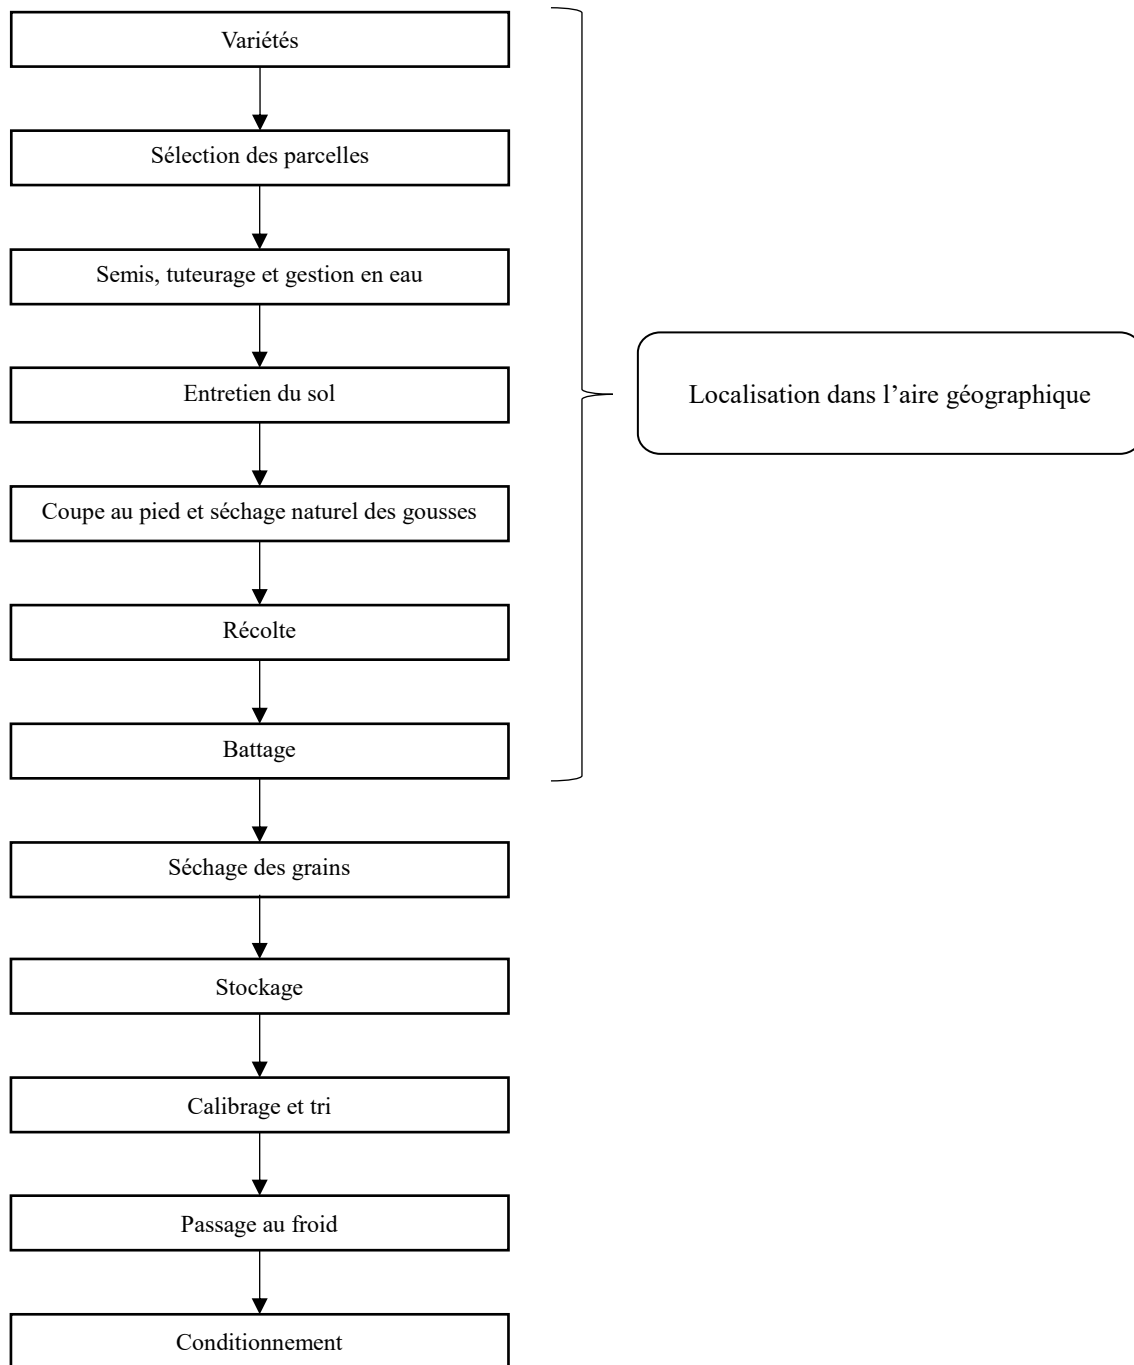 Variétés
Sélection des parcelles
Semis, tuteurage et gestion en eau
Entretien du sol
Localisation dans l’aire géographique
Coupe au pied et séchage naturel des gousses
Récolte
Battage
Séchage des grains
Stockage
Calibrage et tri
Passage au froid
Conditionnement